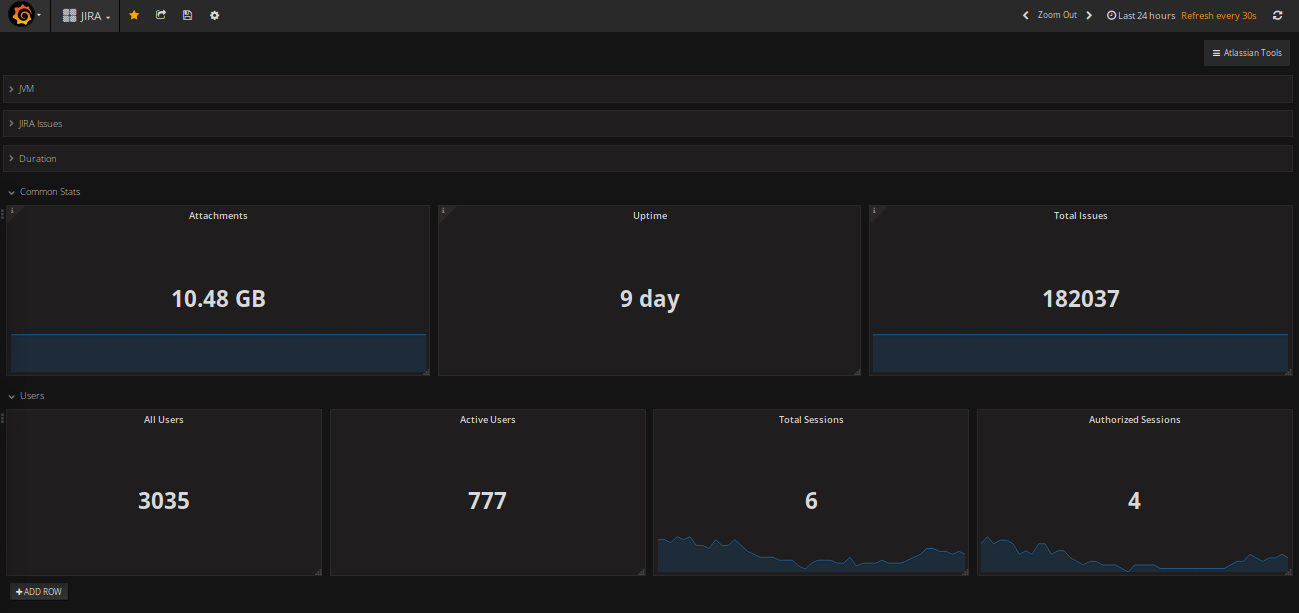 JIRA
Zoom Out
Last 24 hours
Refresh every 30s
Atlassian Tools
JVM
JIRA Issues
Duration
Common Stats
Attachments
Uptime
Total Issues
10.48 GB
9 day
182037
Users
All Users
Active Users
Total Sessions
Authorized Sessions
3035
777
6
4
ADD ROW